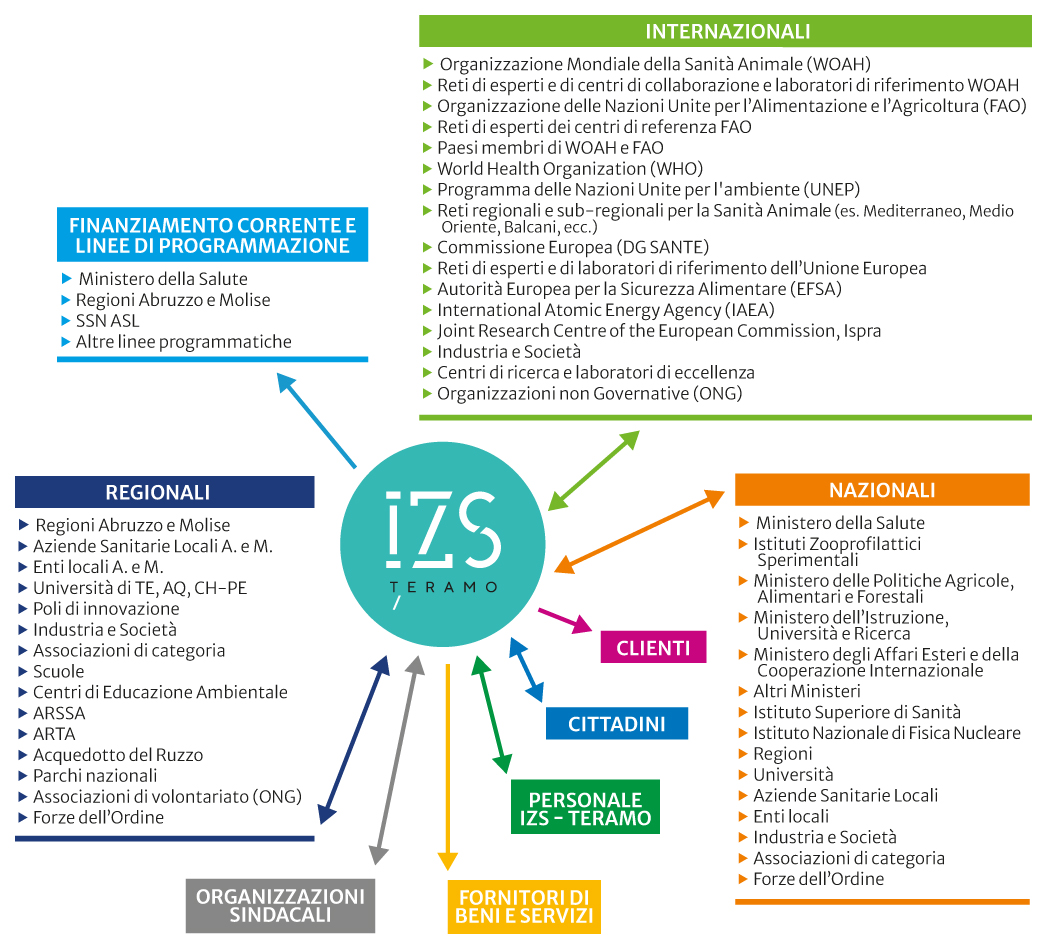 INTERNAZIONALI
Organizzazione Mondiale della Sanità Animale (WOAH)
Reti di esperti e di centri di collaborazione e laboratori di riferimento WOAH
Organizzazione delle Nazioni Unite per l’Alimentazione e l’Agricoltura (FAO)
Reti di esperti dei centri di referenza FAO
Paesi membri di WOAH e FAO
World Health Organization (WHO)
Programma delle Nazioni Unite per l'ambiente (UNEP)
Reti regionali e sub-regionali per la Sanità Animale (es. Mediterraneo, Medio
Oriente, Balcani, ecc.)
Commissione Europea (DG SANTE)
Reti di esperti e di laboratori di riferimento dell’Unione Europea
Autorità Europea per la Sicurezza Alimentare (EFSA)
International Atomic Energy Agency (IAEA)
Joint Research Centre of the European Commission, Ispra
Industria e Società
Centri di ricerca e laboratori di eccellenza
Organizzazioni non Governative (ONG)
FINANZIAMENTO CORRENTE E
LINEE DI PROGRAMMAZIONE
Ministero della Salute
Regioni Abruzzo e Molise
SSN ASL
Altre linee programmatiche
IZS
TERAMO
REGIONALI
Regioni Abruzzo e Molise
Aziende Sanitarie Locali A. e M.
Enti locali A. e M.
Università di TE, AQ, CH-PE
Poli di innovazione
Industria e Società
Associazioni di categoria
Scuole
Centri di Educazione Ambientale
ARSSA
ARTA
Acquedotto del Ruzzo
Parchi nazionali
Associazioni di volontariato (ONG)
Forze dell’Ordine
NAZIONALI
Ministero della Salute
Istituti Zooprofilattici
Sperimentali
Ministero delle Politiche Agricole,
Alimentari e Forestali
Ministero dell’Istruzione,
Università e Ricerca
Ministero degli Affari Esteri e della
Cooperazione Internazionale
Altri Ministeri
Istituto Superiore di Sanità
Istituto Nazionale di Fisica Nucleare
Regioni
Università
Aziende Sanitarie Locali
Enti locali
Industria e Società
Associazioni di categoria
Forze dell’Ordine
CLIENTI
CITTADINI
PERSONALE
IZS - TERAMO
ORGANIZZAZIONI
SINDACALI
FORNITORI DI
BENI E SERVIZI